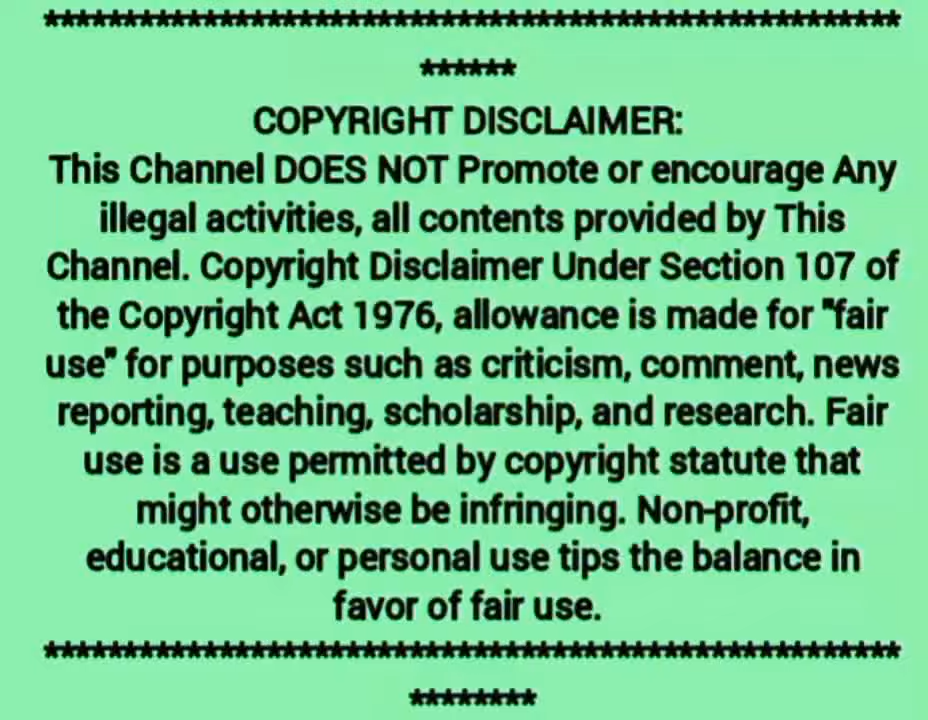 ******************************************************
******
COPYRIGHT DISCLAIMER:
This Channel DOES NOT Promote or encourage Any
illegal activities, all contents provided by This
Channel. Copyright Disclaimer Under Section 107 of
the Copyright Act 1976, allowance is made for "fair
use" for purposes such as criticism, comment, news
reporting, teaching, scholarship, and research. Fair
use is a use permitted by copyright statute that
might otherwise be infringing. Non-profit,
educational, or personal use tips the balance in
favor of fair use.
******************************************************
********